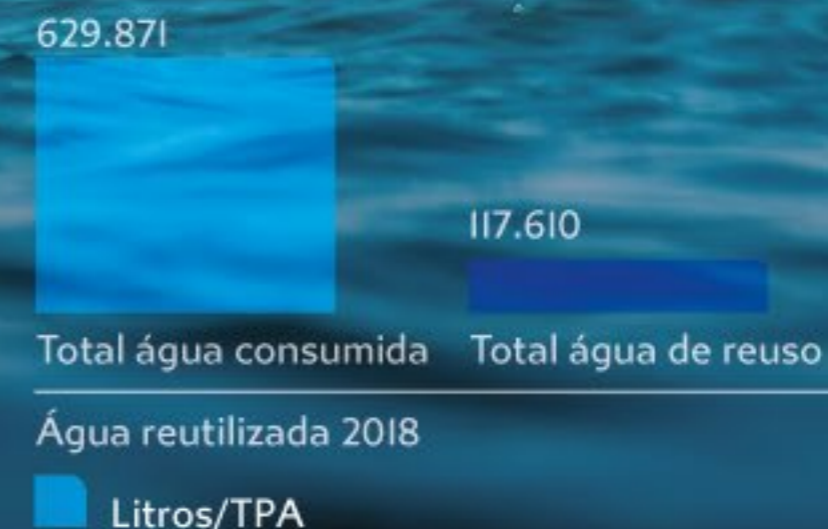 629.871
117.610
Total água consumida
Total água de reuso
Água reutilizada 2018
Litros/TPA